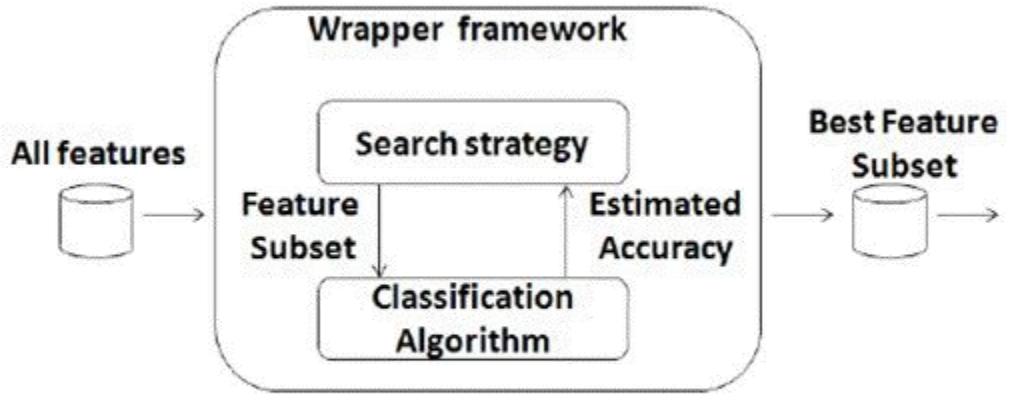 Wrapper framework
All features
Search strategy
Feature
Subset
Estimated
Accuracy
Classification
Algorithm
Best Feature
Subset